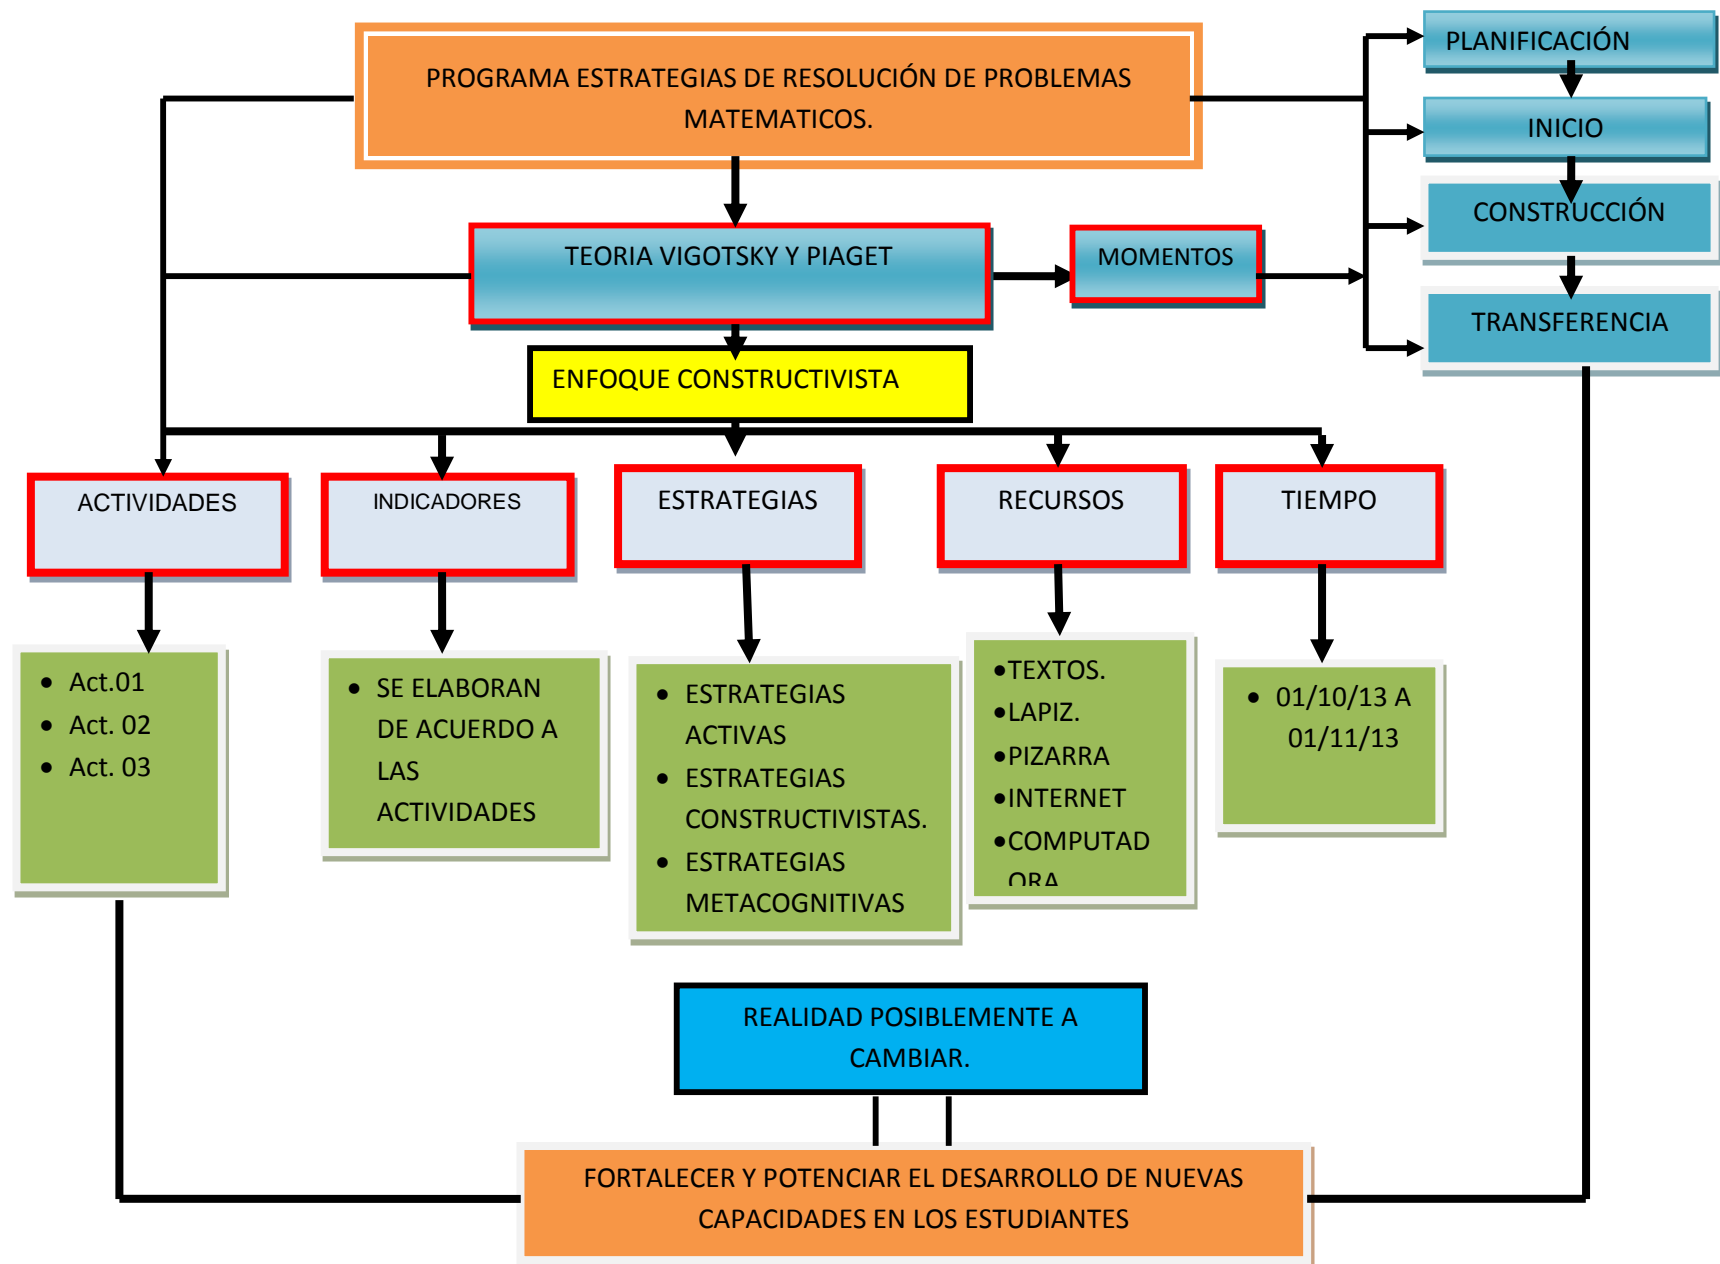 PROGRAMA ESTRATEGIAS DE RESOLUCIÓN DE PROBLEMAS
MATEMATICOS.
PLANIFICACIÓN
INICIO
CONSTRUCCIÓN
TRANSFERENCIA
TEORIA VIGOTSKY Y PIAGET
MOMENTOS
ENFOQUE CONSTRUCTIVISTA
ACTIVIDADES
INDICADORES
ESTRATEGIAS
RECURSOS
TIEMPO
• Act.01
• Act. 02
• Act. 03
• SE ELABORAN
DE ACUERDO A
LAS
ACTIVIDADES
• ESTRATEGIAS
ACTIVAS
• ESTRATEGIAS
CONSTRUCTIVISTAS.
• ESTRATEGIAS
METACOGNITIVAS
•TEXTOS.
•LAPIZ.
•PIZARRA
•INTERNET
•COMPUTAD
ORA
• 01/10/13 A
01/11/13
REALIDAD POSIBLEMENTE A
CAMBIAR.
FORTALECER Y POTENCIAR EL DESARROLLO DE NUEVAS
CAPACIDADES EN LOS ESTUDIANTES